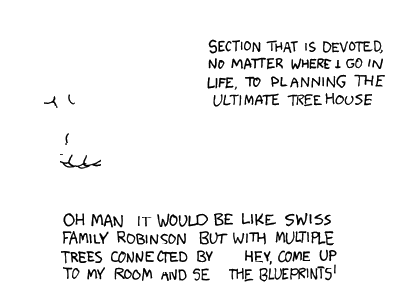 SECTION THAT IS DEVOTED,
NO MATTER WHERE I GO IN
LIFE, TO PLANNING THE
ULTIMATE TREE HOUSE
OH MAN IT WOULD BE LIKE SWISS
FAMILY ROBINSON BUT WITH MULTIPLE
TREES CONNECTED BY HEY, COME UP
TO MY ROOM AND SE THE BLUEPRINTS!